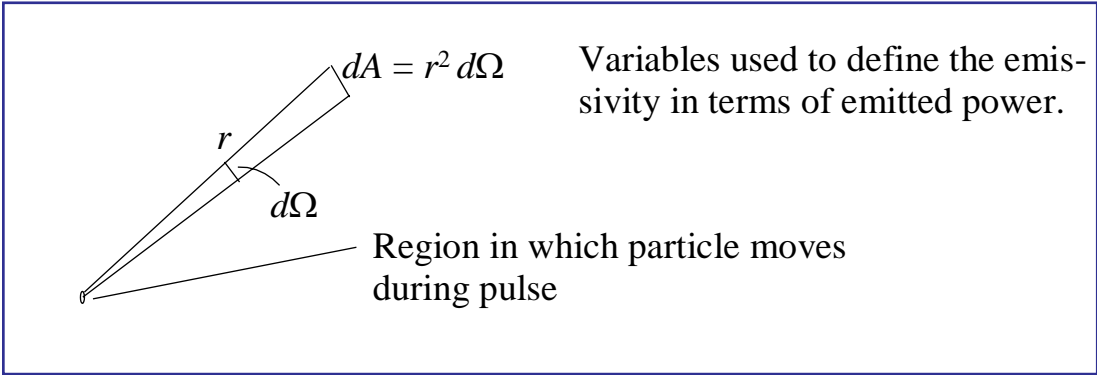 dA = r² dΩ
Variables used to define the emis-
sivity in terms of emitted power.
r
dΩ
Region in which particle moves
during pulse